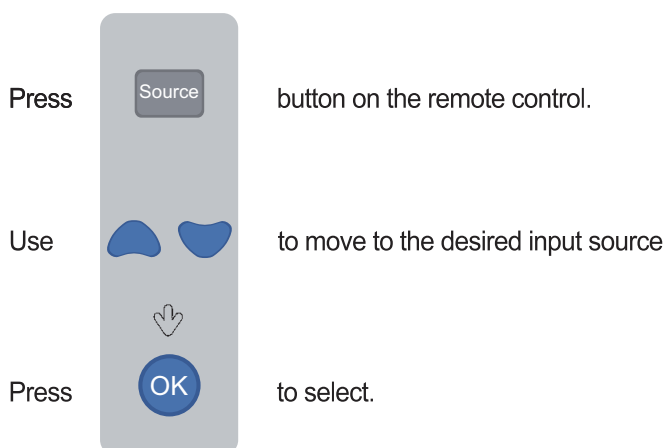 Press Source button on the remote control.
Use to move to the desired input source
Press OK to select.